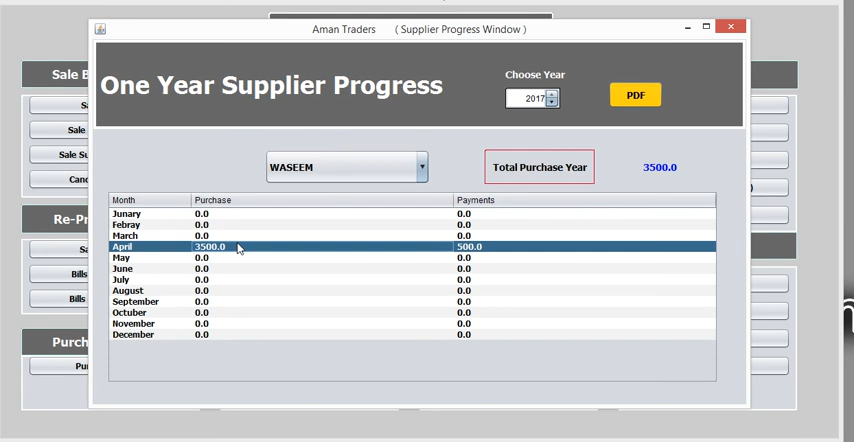 Aman Traders ( Supplier Progress Window )
One Year Supplier Progress
Choose Year
2017
PDF
WASEEM
Total Purchase Year
3500.0
Month Purchase Payments
Junary 0.0 0.0
Febray 0.0 0.0
March 0.0 0.0
April 3500.0 500.0
May 0.0 0.0
June 0.0 0.0
July 0.0 0.0
August 0.0 0.0
September 0.0 0.0
Octuber 0.0 0.0
November 0.0 0.0
December 0.0 0.0
Sale B
Sa
Sale
Sale Su
Canc
Re-Pr
Sa
Bills
Bills
Purch
Pu